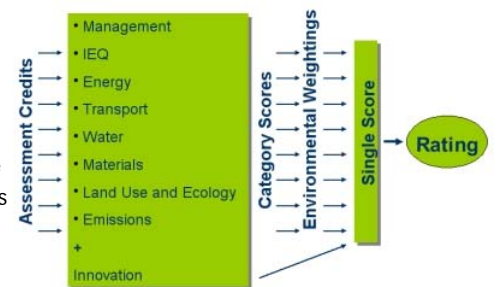 Assessment Credits
• Management
• IEQ
• Energy
• Transport
• Water
• Materials
• Land Use and Ecology
• Emissions
+
Innovation
Category Scores
Environmental Weightings
Single Score
Rating
s